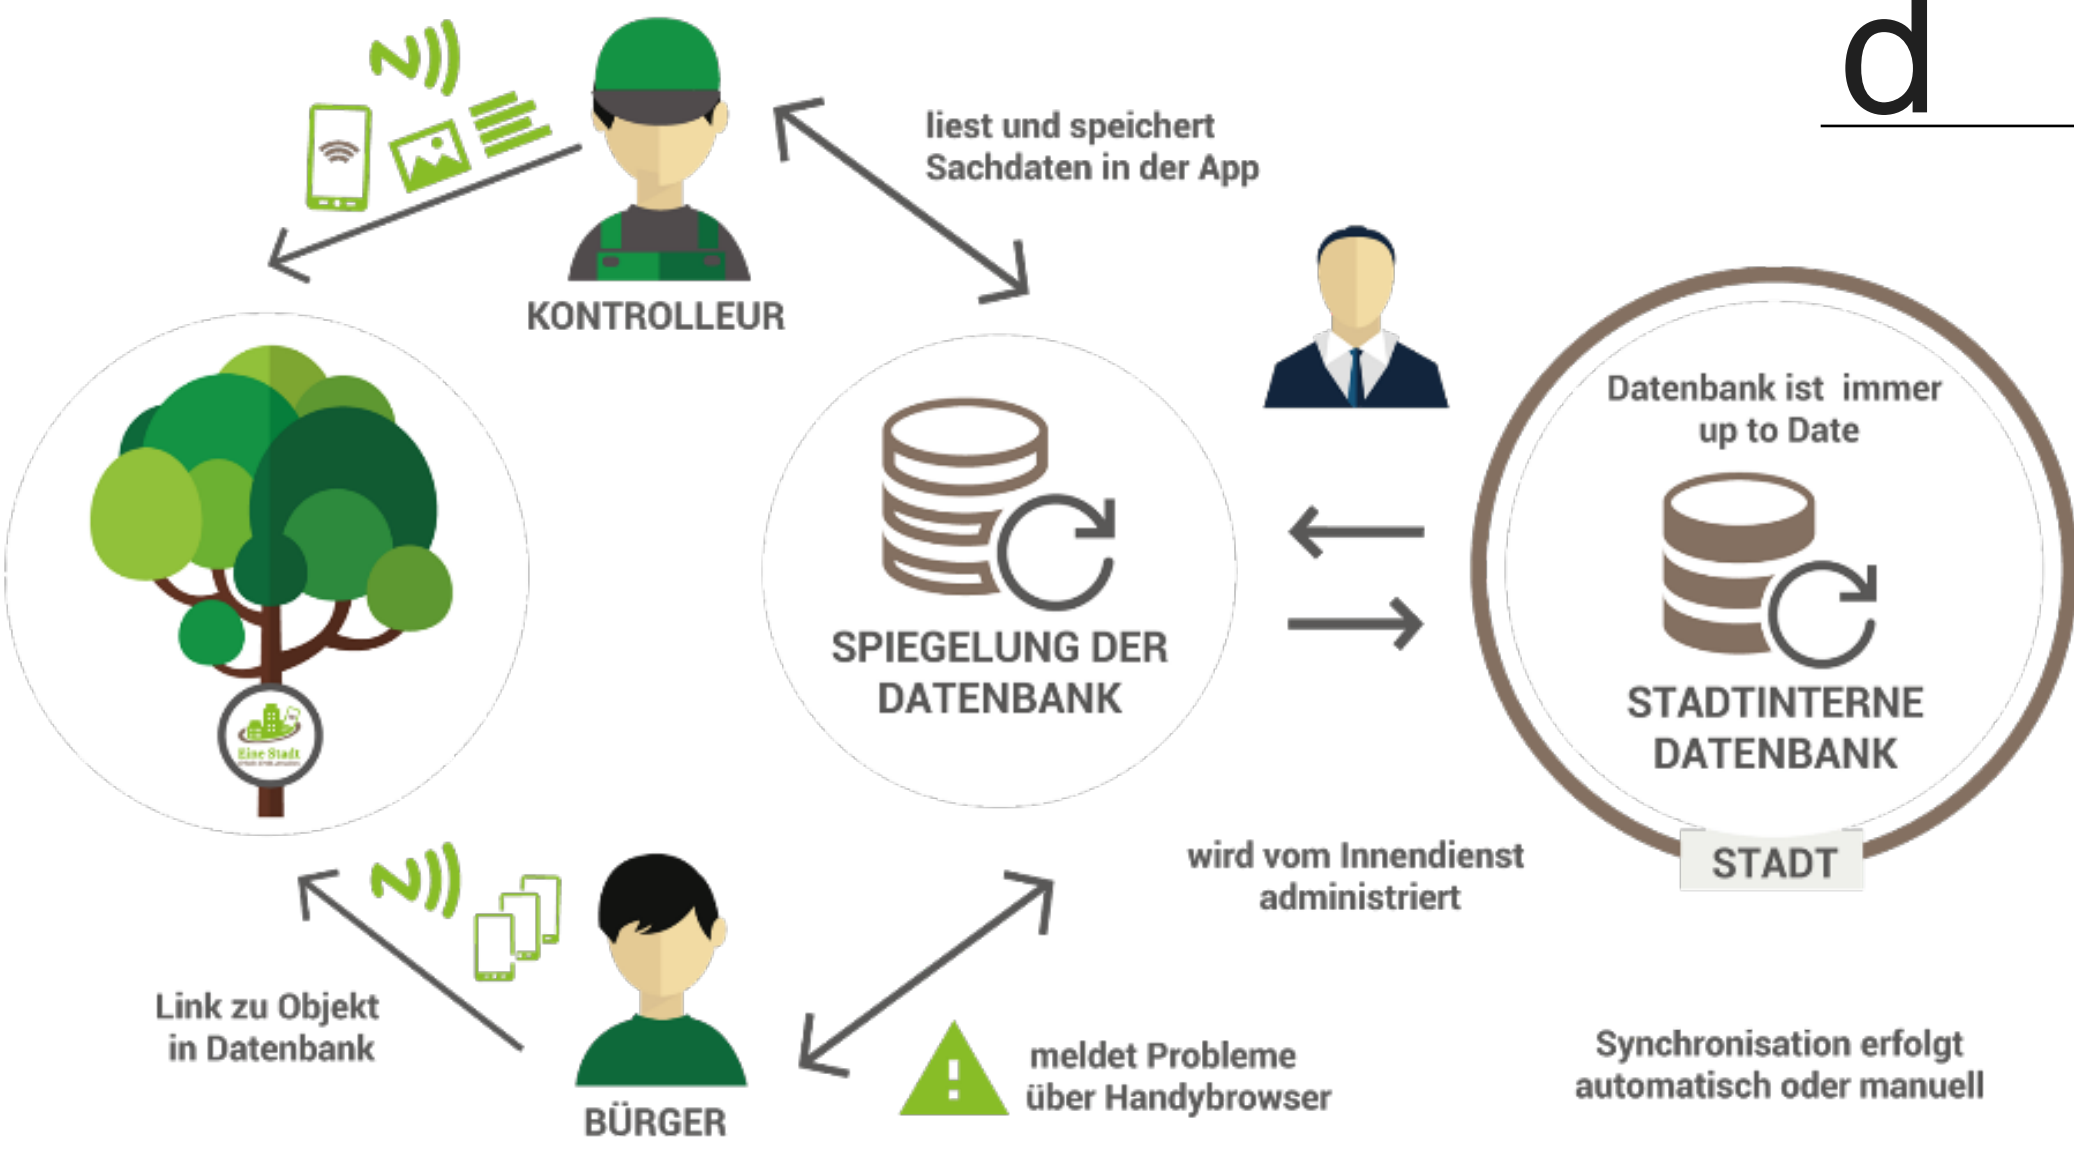 d
liest und speichert
Sachdaten in der App
KONTROLLEUR
Datenbank ist immer
up to Date
SPIEGELUNG DER
DATENBANK
STADTINTERNE
DATENBANK
Eine Stadt
STADT
wird vom Innendienst
administriert
Link zu Objekt
in Datenbank
meldet Probleme
über Handybrowser
Synchronisation erfolgt
automatisch oder manuell
BÜRGER